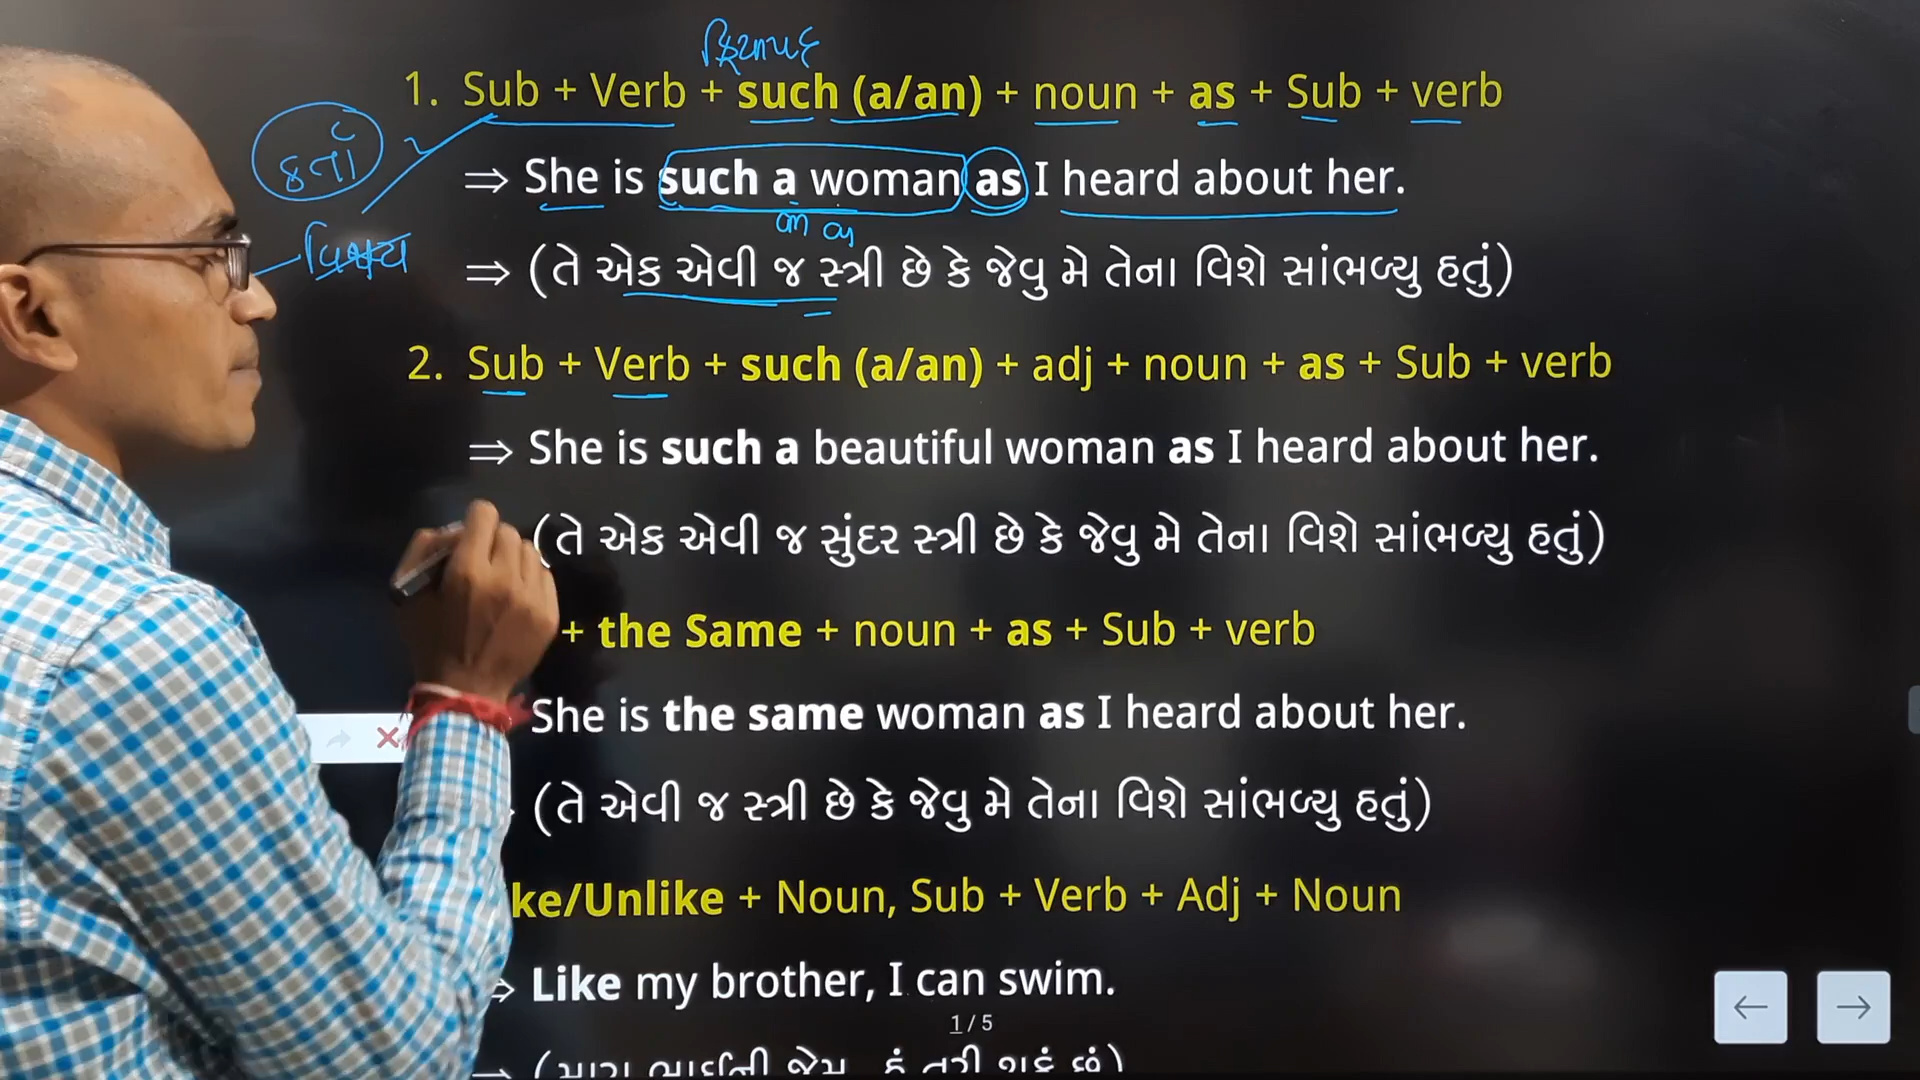 ક્રિયાપદ
1. Sub + Verb + such (a/an) + noun + as + Sub + verb
કર્તા
⇒ She is such a woman as I heard about her.
an
વિષય
⇒ (તે એક એવી જ સ્ત્રી છે કે જેવુ મે તેના વિશે સાંભળ્યુ હતું)
2. Sub + Verb + such (a/an) + adj + noun + as + Sub + verb
⇒ She is such a beautiful woman as I heard about her.
(તે એક એવી જ સુંદર સ્ત્રી છે કે જેવુ મે તેના વિશે સાંભળ્યુ હતું)
+ the Same + noun + as + Sub + verb
She is the same woman as I heard about her.
(તે એવી જ સ્ત્રી છે કે જેવુ મે તેના વિશે સાંભળ્યુ હતું)
ke/Unlike + Noun, Sub + Verb + Adj + Noun
Like my brother, I can swim.
1 / 5